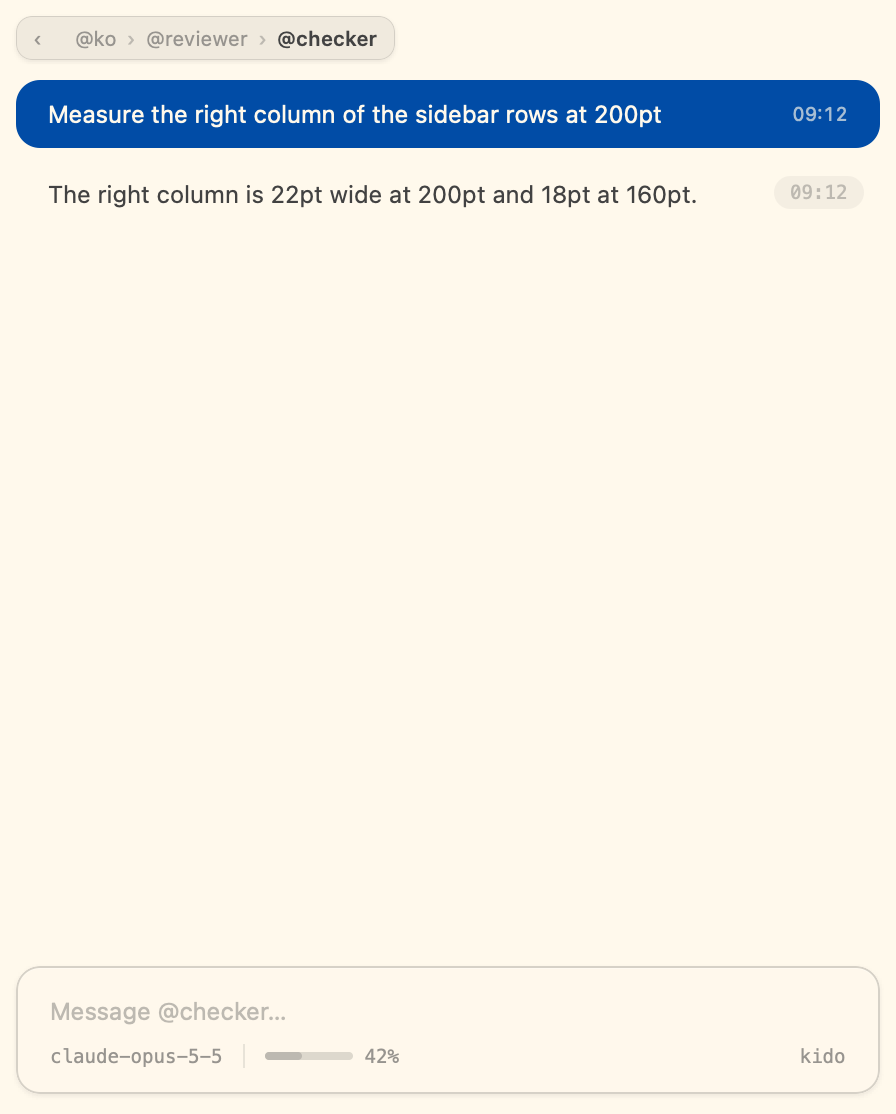 ‹ @ko › @reviewer › @checker
Measure the right column of the sidebar rows at 200pt 09:12
The right column is 22pt wide at 200pt and 18pt at 160pt. 09:12
Message @checker…
claude-opus-5-5 42% kido